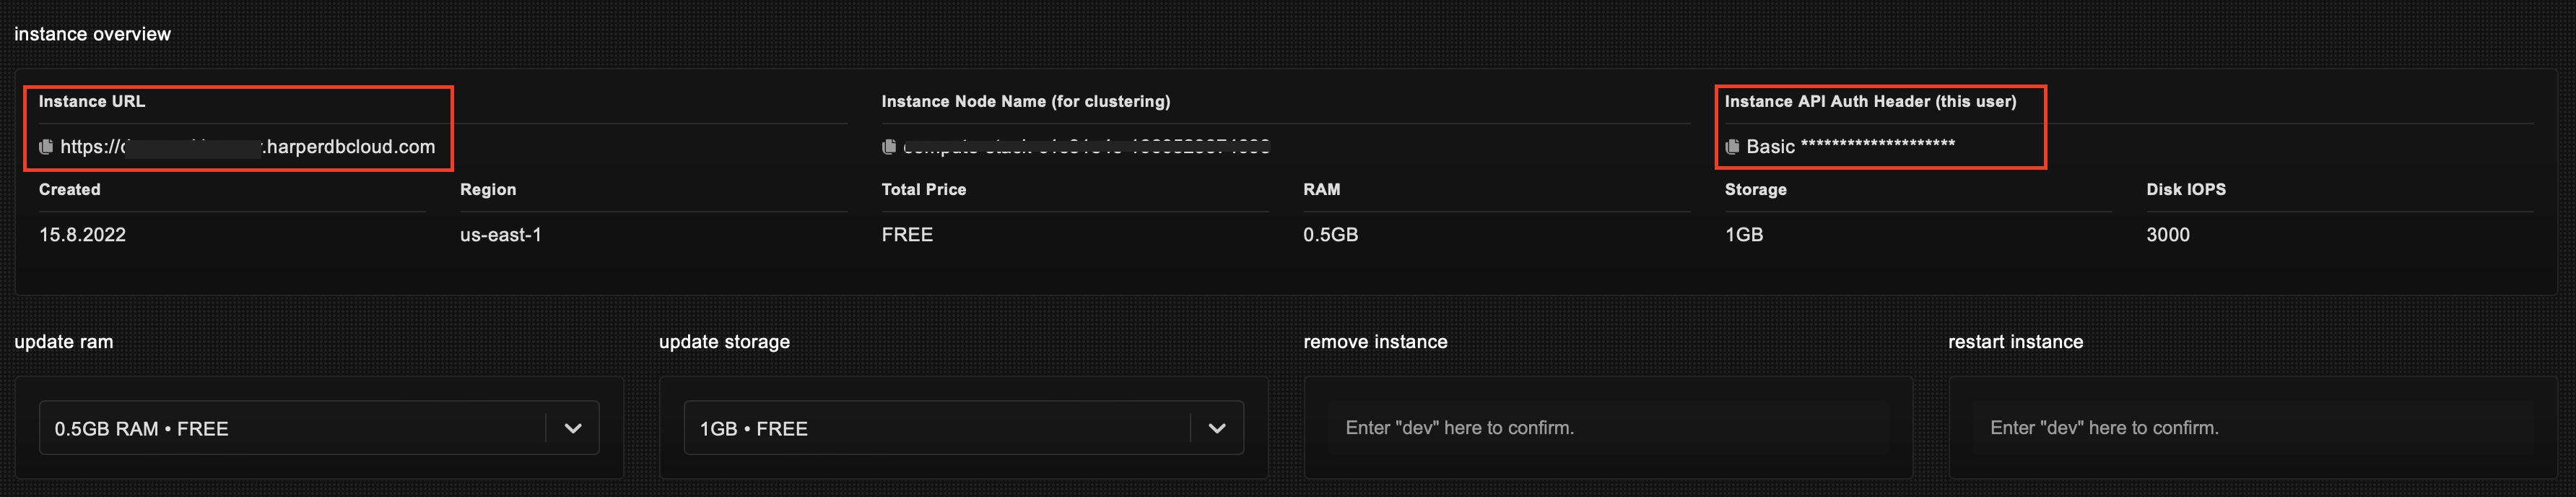 instance overview
Instance URL Instance Node Name (for clustering) Instance API Auth Header (this user)
https:// .harperdbcloud.com Basic ********************
Created Region Total Price RAM Storage Disk IOPS
15.8.2022 us-east-1 FREE 0.5GB 1GB 3000
update ram update storage remove instance restart instance
0.5GB RAM • FREE 1GB • FREE Enter "dev" here to confirm. Enter "dev" here to confirm.